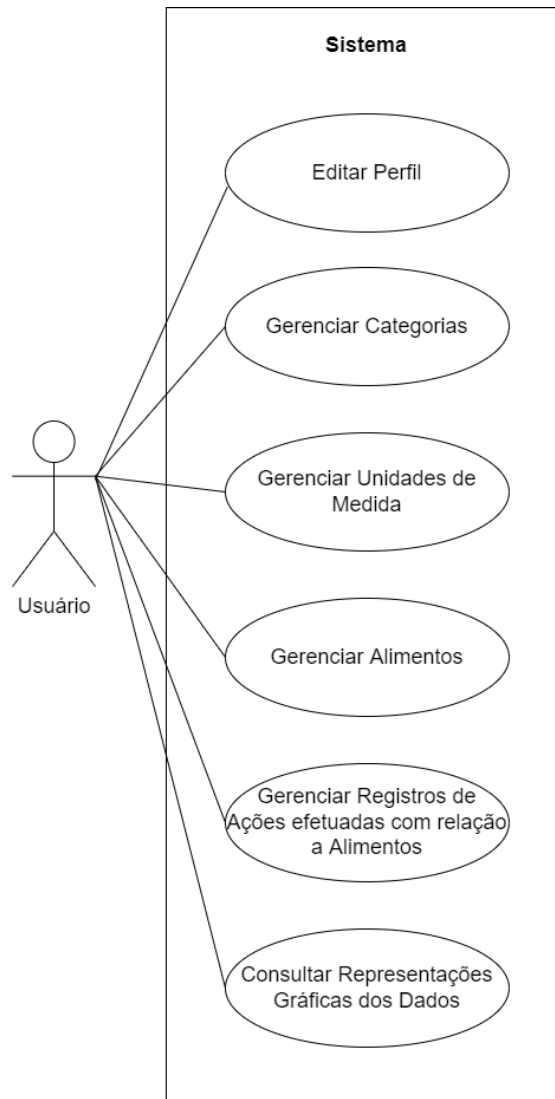 Sistema
Editar Perfil
Gerenciar Categorias
Gerenciar Unidades de
Medida
Usuário
Gerenciar Alimentos
Gerenciar Registros de
Ações efetuadas com relação
a Alimentos
Consultar Representações
Gráficas dos Dados